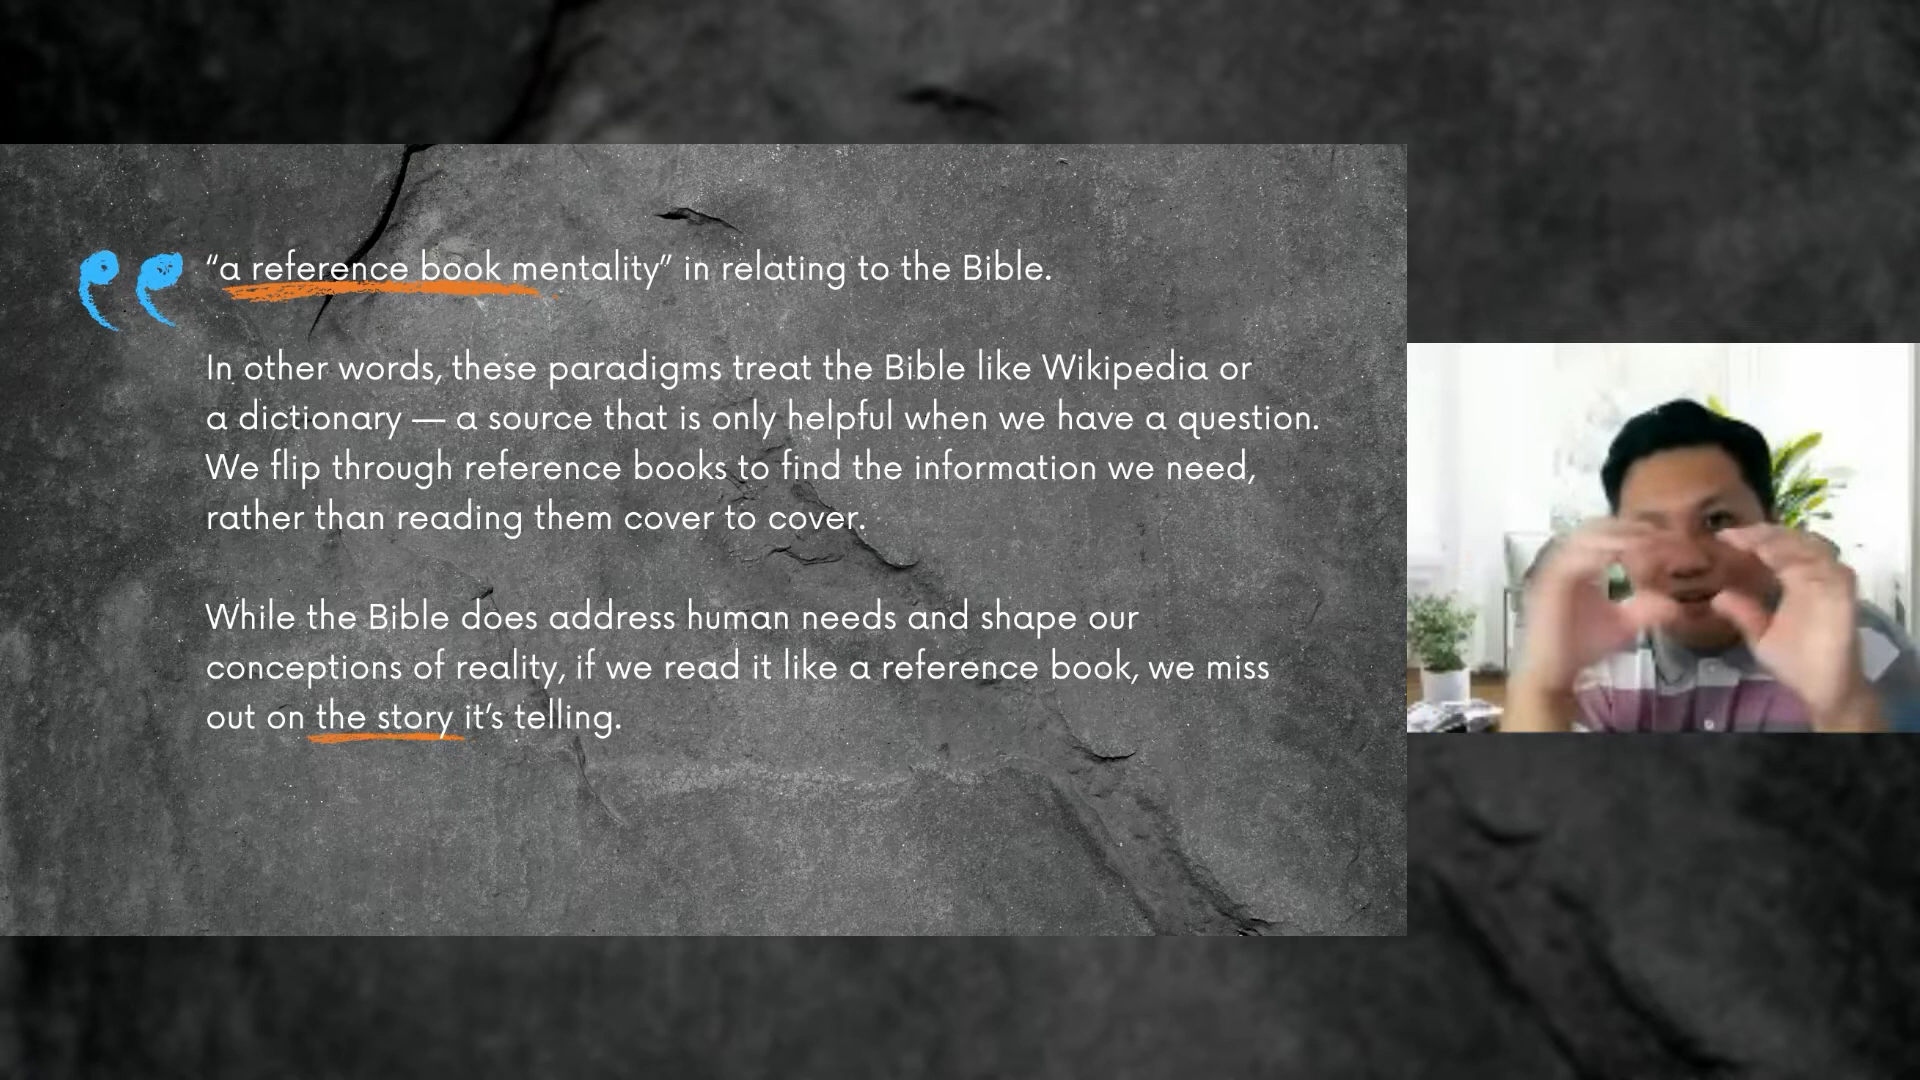 “a reference book mentality” in relating to the Bible.
In other words, these paradigms treat the Bible like Wikipedia or
a dictionary — a source that is only helpful when we have a question.
We flip through reference books to find the information we need,
rather than reading them cover to cover.
While the Bible does address human needs and shape our
conceptions of reality, if we read it like a reference book, we miss
out on the story it’s telling.